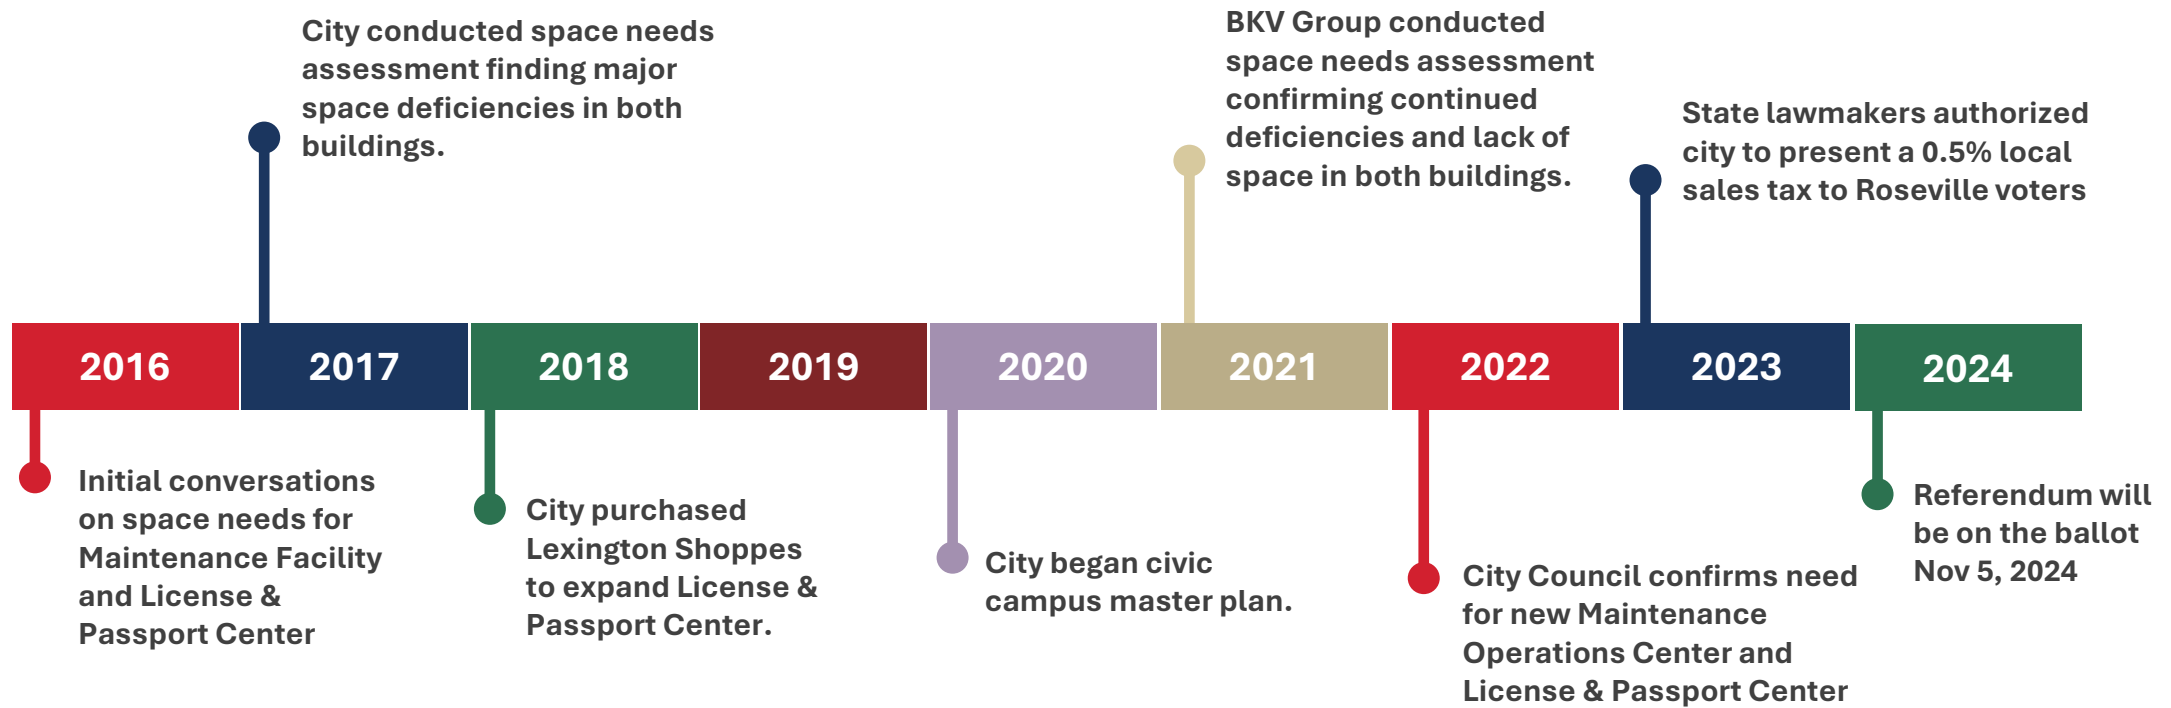 City conducted space needs
assessment finding major
space deficiencies in both
buildings.
BKV Group conducted
space needs assessment
confirming continued
deficiencies and lack of
space in both buildings.
State lawmakers authorized
city to present a 0.5% local
sales tax to Roseville voters
2016
2017
2018
2019
2020
2021
2022
2023
2024
Initial conversations
on space needs for
Maintenance Facility
and License &
Passport Center
City purchased
Lexington Shoppes
to expand License &
Passport Center.
City began civic
campus master plan.
City Council confirms need
for new Maintenance
Operations Center and
License & Passport Center
Referendum will
be on the ballot
Nov 5, 2024